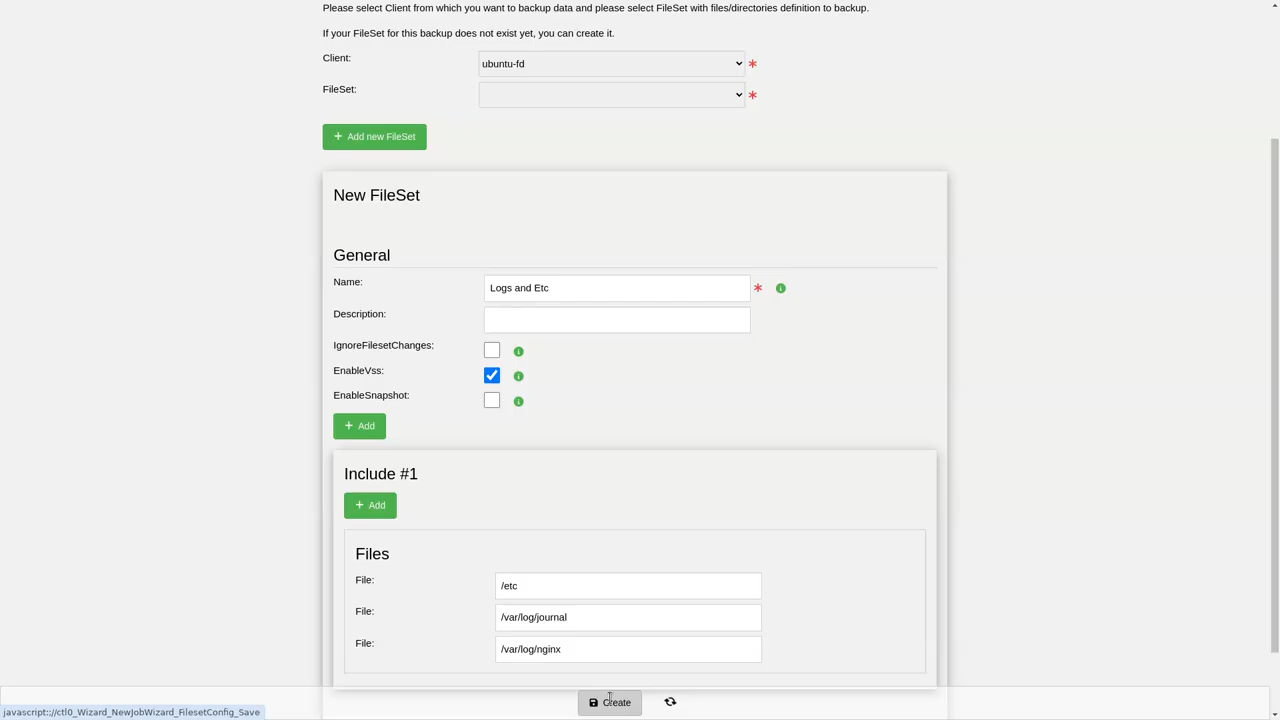 Please select Client from which you want to backup data and please select FileSet with files/directories definition to backup.
If your FileSet for this backup does not exist yet, you can create it.
Client:
ubuntu-fd
*
FileSet:
*
+ Add new FileSet
New FileSet
General
Name:
Logs and Etc
*
Description:
IgnoreFilesetChanges:
EnableVss:
EnableSnapshot:
+ Add
Include #1
+ Add
Files
File:
/etc
File:
/var/log/journal
File:
/var/log/nginx
Create
javascript:;//ctl0_Wizard_NewJobWizard_FilesetConfig_Save